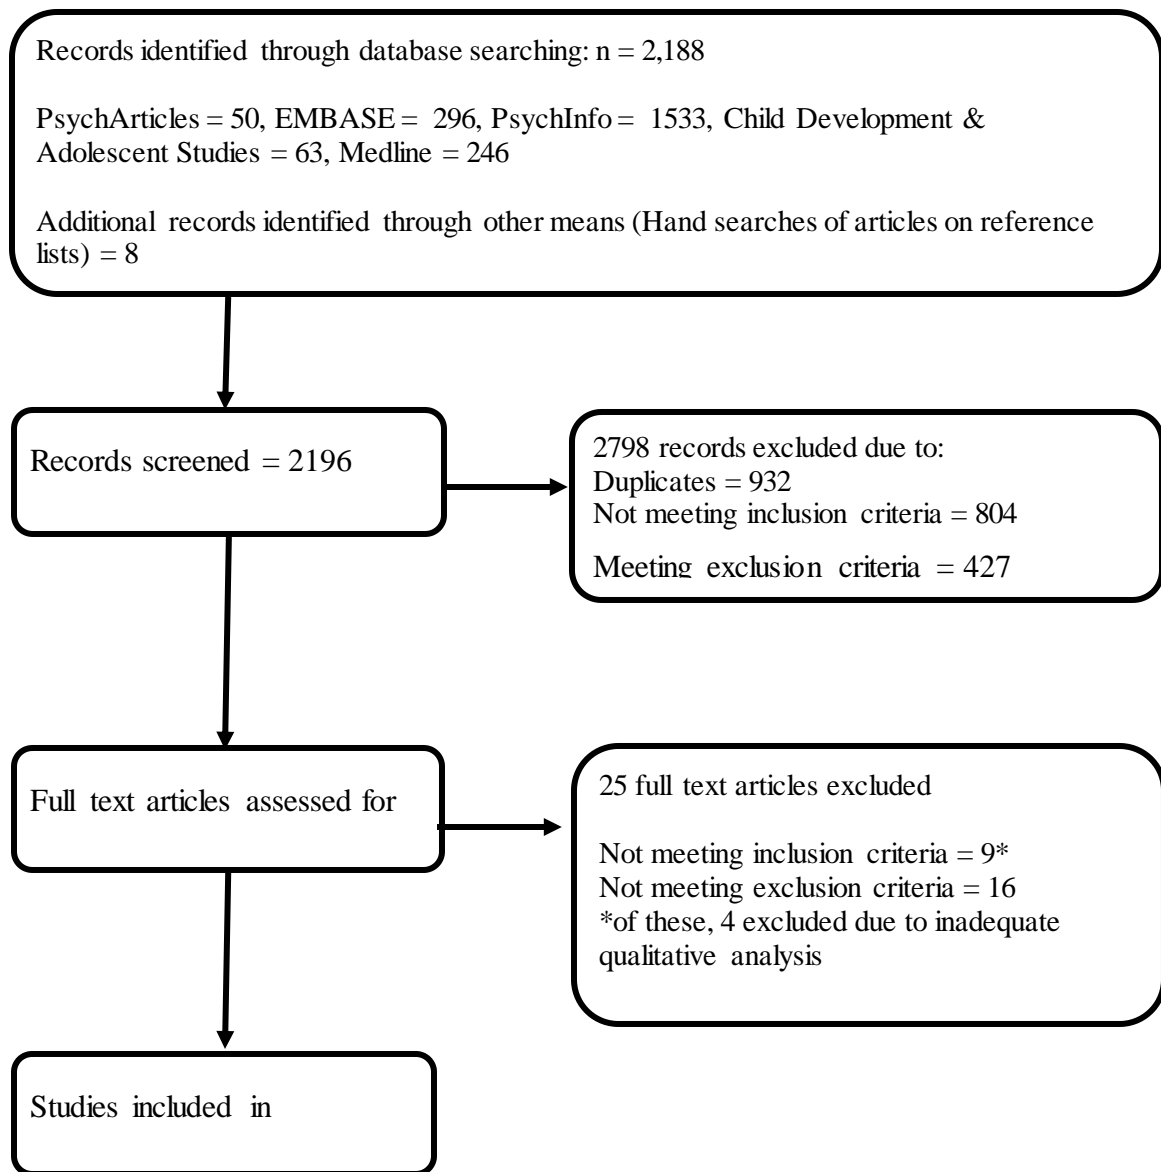 Records identified through database searching: n = 2,188
PsychArticles = 50, EMBASE = 296, PsychInfo = 1533, Child Development &
Adolescent Studies = 63, Medline = 246
Additional records identified through other means (Hand searches of articles on reference
lists) = 8
Records screened = 2196
2798 records excluded due to:
Duplicates = 932
Not meeting inclusion criteria = 804
Meeting exclusion criteria = 427
Full text articles assessed for
25 full text articles excluded
Not meeting inclusion criteria = 9*
Not meeting exclusion criteria = 16
*of these, 4 excluded due to inadequate
qualitative analysis
Studies included in